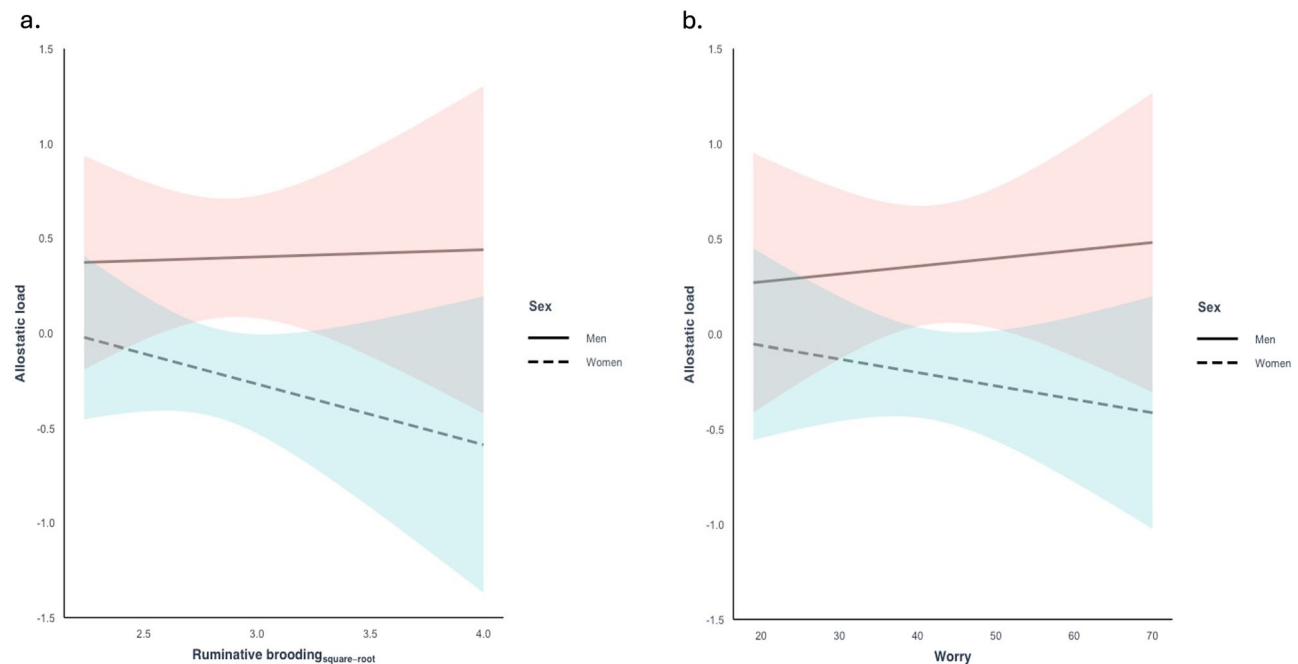 a.
1.5
1.0
0.5
0.0
-0.5
-1.0
-1.5
Allostatic load
2.5 3.0 3.5 4.0
Ruminative brooding square−root
Sex
Men
Women
b.
1.5
1.0
0.5
0.0
-0.5
-1.0
-1.5
Allostatic load
20 30 40 50 60 70
Worry
Sex
Men
Women